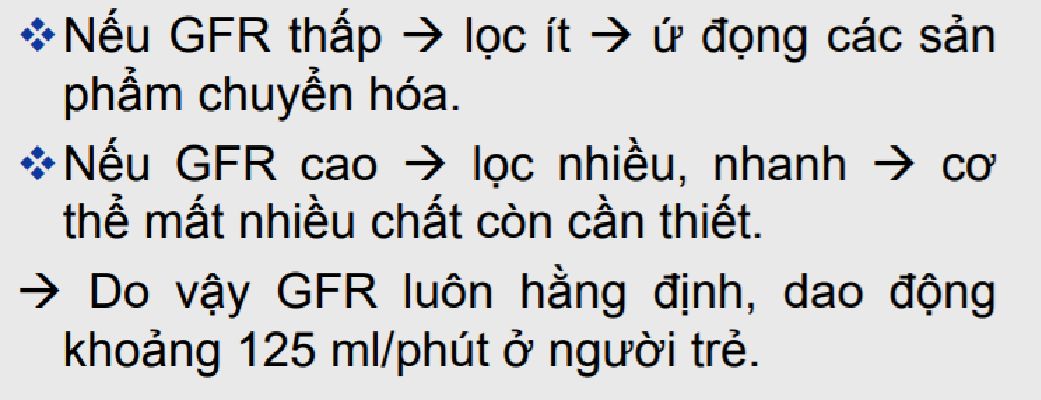 ❖Nếu GFR thấp → lọc ít → ứ đọng các sản
phẩm chuyển hóa.
❖Nếu GFR cao → lọc nhiều, nhanh → cơ
thể mất nhiều chất còn cần thiết.
→ Do vậy GFR luôn hằng định, dao động
khoảng 125 ml/phút ở người trẻ.